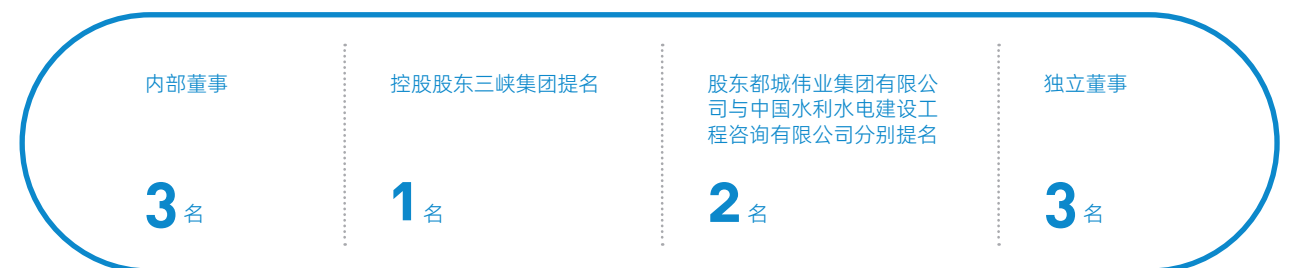 内部董事
3 名
控股股东三峡集团提名
1 名
股东都城伟业集团有限公
司与中国水利水电建设工
程咨询有限公司分别提名
2 名
独立董事
3 名